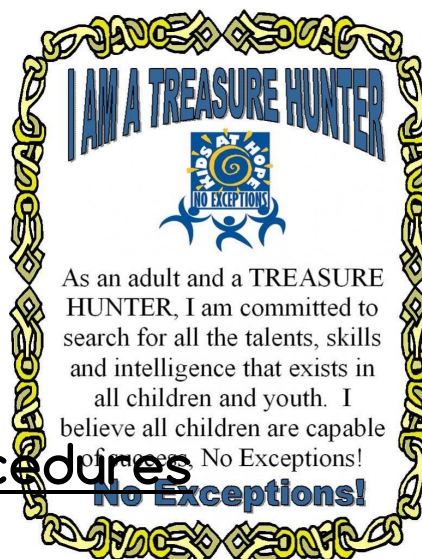 I AM A TREASURE HUNTER
KIDS AT HOPE
NO EXCEPTIONS
As an adult and a TREASURE
HUNTER, I am committed to
search for all the talents, skills
and intelligence that exists in
all children and youth. I
believe all children are capable
of success, No Exceptions!
cedures
No Exceptions!